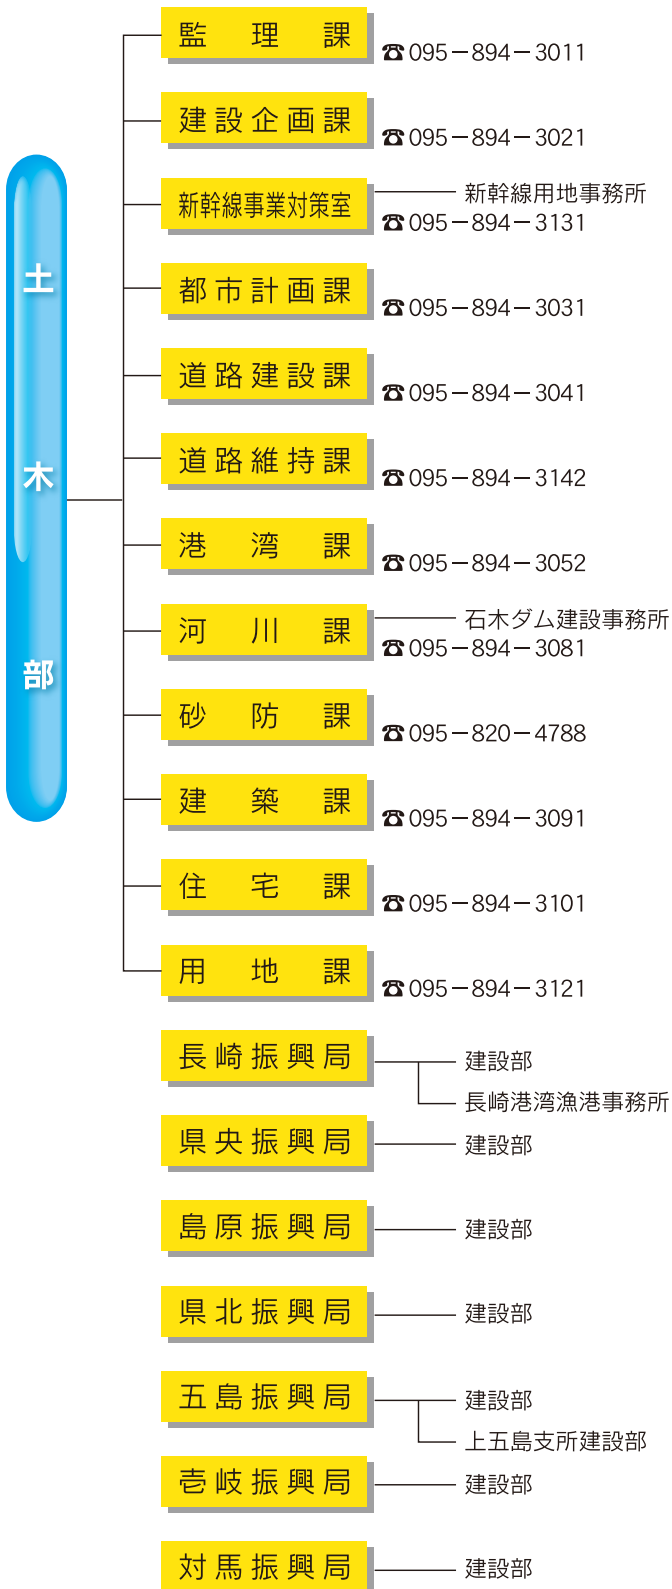 土木部
監理課
☎095－894－3011
建設企画課
☎095－894－3021
新幹線事業対策室
新幹線用地事務所
☎095－894－3131
都市計画課
☎095－894－3031
道路建設課
☎095－894－3041
道路維持課
☎095－894－3142
港湾課
☎095－894－3052
河川課
石木ダム建設事務所
☎095－894－3081
砂防課
☎095－820－4788
建築課
☎095－894－3091
住宅課
☎095－894－3101
用地課
☎095－894－3121
長崎振興局
建設部
長崎港湾漁港事務所
県央振興局
建設部
島原振興局
建設部
県北振興局
建設部
五島振興局
建設部
上五島支所建設部
壱岐振興局
建設部
対馬振興局
建設部